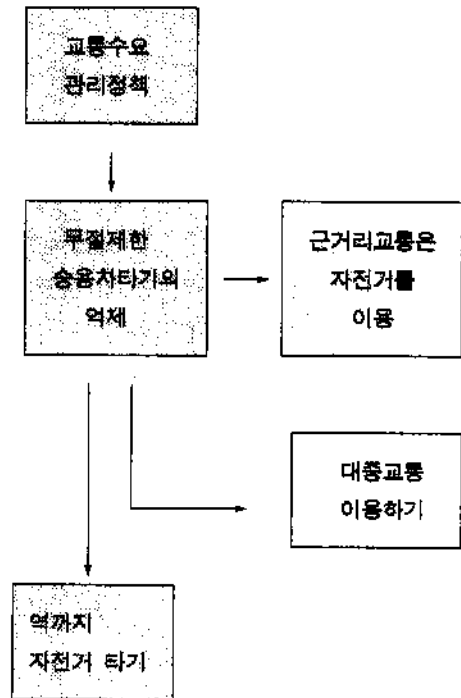 교통수요
관리정책
무절제한
승용차타기의
억제
근거리교통은
자전거를
이용
대중교통
이용하기
역까지
자전거 타기